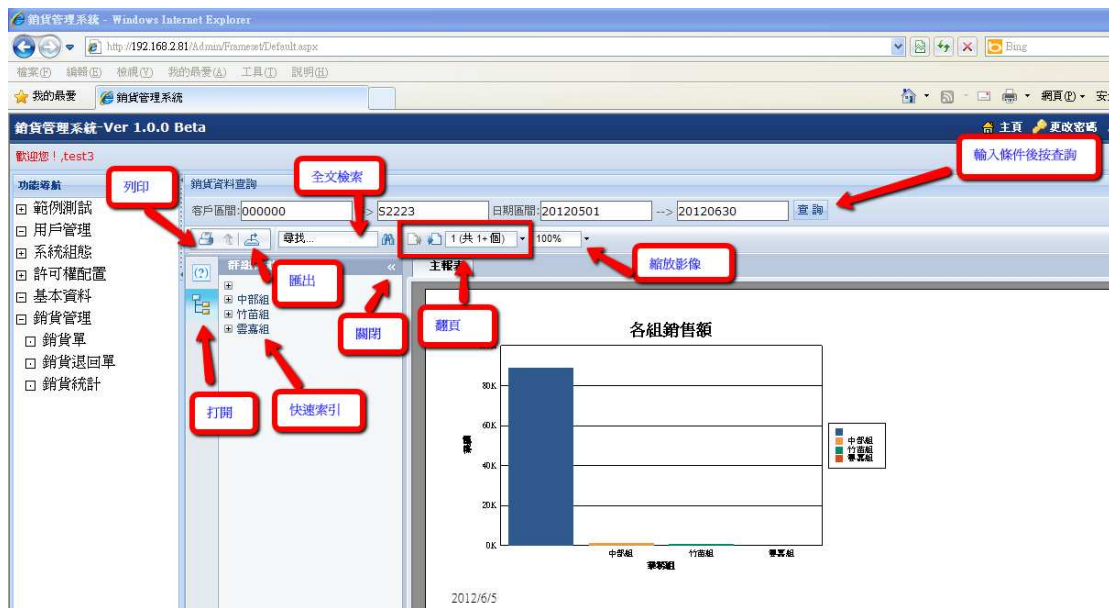 銷貨管理系統 - Windows Internet Explorer
http://192.168.2.81/Admin/Frameset/Default.aspx
Bing
檔案(F) 編輯(E) 檢視(V) 我的最愛(A) 工具(T) 說明(H)
我的最愛 銷貨管理系統
網頁(P) 安
銷貨管理系統-Ver 1.0.0 Beta
主頁 更改密碼
歡迎您！,test3
輸入條件後按查詢
功能導航
列印
銷貨資料查詢
全文檢索
客戶區間:000000 --> S2223 日期區間:20120501 --> 20120630 查詢
尋找... 1 (共 1+ 個) 100%
縮放影像
範例測試
用戶管理
系統組態
許可權配置
基本資料
銷貨管理
銷貨單
銷貨退回單
銷貨統計
(?)
匯出
«
主報表
中部組
竹苗組
雲嘉組
關閉
翻頁
打開
快速索引
各組銷售額
80K
60K
40K
20K
0K
中部組 竹苗組 雲嘉組
業務組
中部組
竹苗組
雲嘉組
2012/6/5